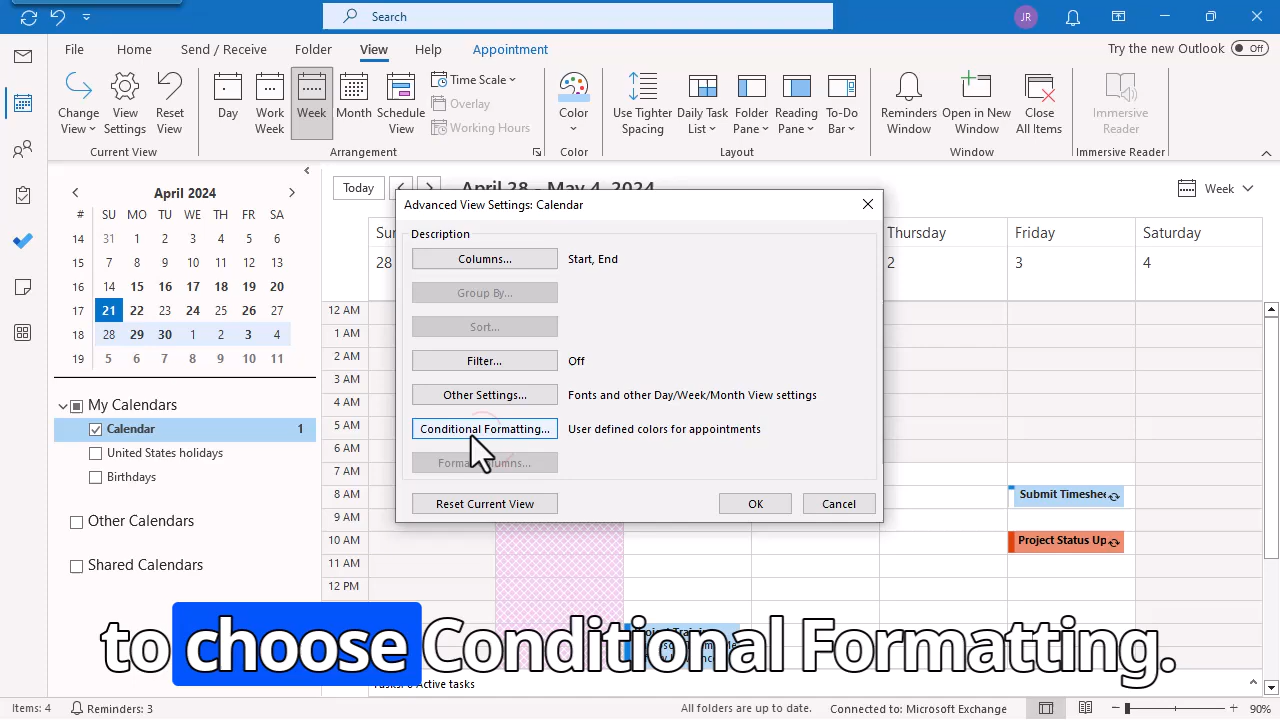 Search
JR
File Home Send / Receive Folder View Help Appointment
Try the new Outlook Off
Change View
View Settings
Reset View
Current View
Day
Work Week
Week
Month
Schedule View
Time Scale
Overlay
Working Hours
Arrangement
Color
Color
Use Tighter Spacing
Daily Task List
Folder Pane
Reading Pane
To-Do Bar
Layout
Reminders Window
Open in New Window
Close All Items
Window
Immersive Reader
Immersive Reader
April 2024
# SU MO TU WE TH FR SA
14 31 1 2 3 4 5 6
15 7 8 9 10 11 12 13
16 14 15 16 17 18 19 20
17 21 22 23 24 25 26 27
18 28 29 30 1 2 3 4
19 5 6 7 8 9 10 11
My Calendars
Calendar 1
United States holidays
Birthdays
Other Calendars
Shared Calendars
Today
April 28 - May 4, 2024
Week
Sun
Thursday Friday Saturday
28 2 3 4
12 AM
1 AM
2 AM
3 AM
4 AM
5 AM
6 AM
7 AM
8 AM
9 AM
10 AM
11 AM
12 PM
Submit Timeshee
Project Status Up
Advanced View Settings: Calendar
Description
Columns... Start, End
Group By...
Sort...
Filter... Off
Other Settings... Fonts and other Day/Week/Month View settings
Conditional Formatting... User defined colors for appointments
Reset Current View OK Cancel
to choose Conditional Formatting.
Items: 4 Reminders: 3
All folders are up to date. Connected to: Microsoft Exchange
90%